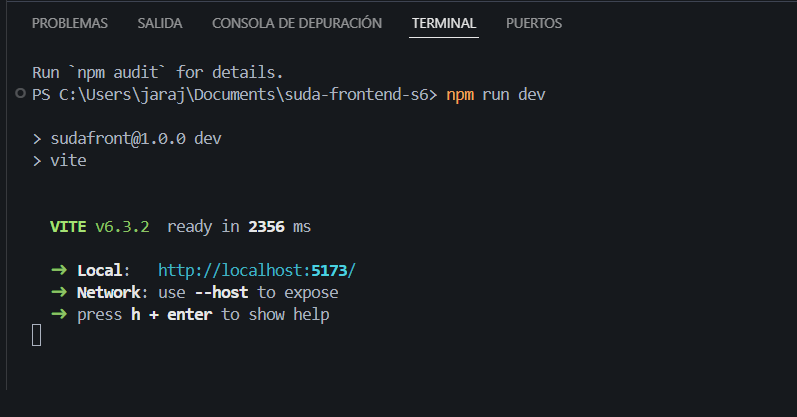 PROBLEMAS SALIDA CONSOLA DE DEPURACIÓN TERMINAL PUERTOS
Run `npm audit` for details.
PS C:\Users\jaraj\Documents\suda-frontend-s6> npm run dev
> sudafront@1.0.0 dev
> vite
VITE v6.3.2 ready in 2356 ms
➜ Local: http://localhost:5173/
➜ Network: use --host to expose
➜ press h + enter to show help